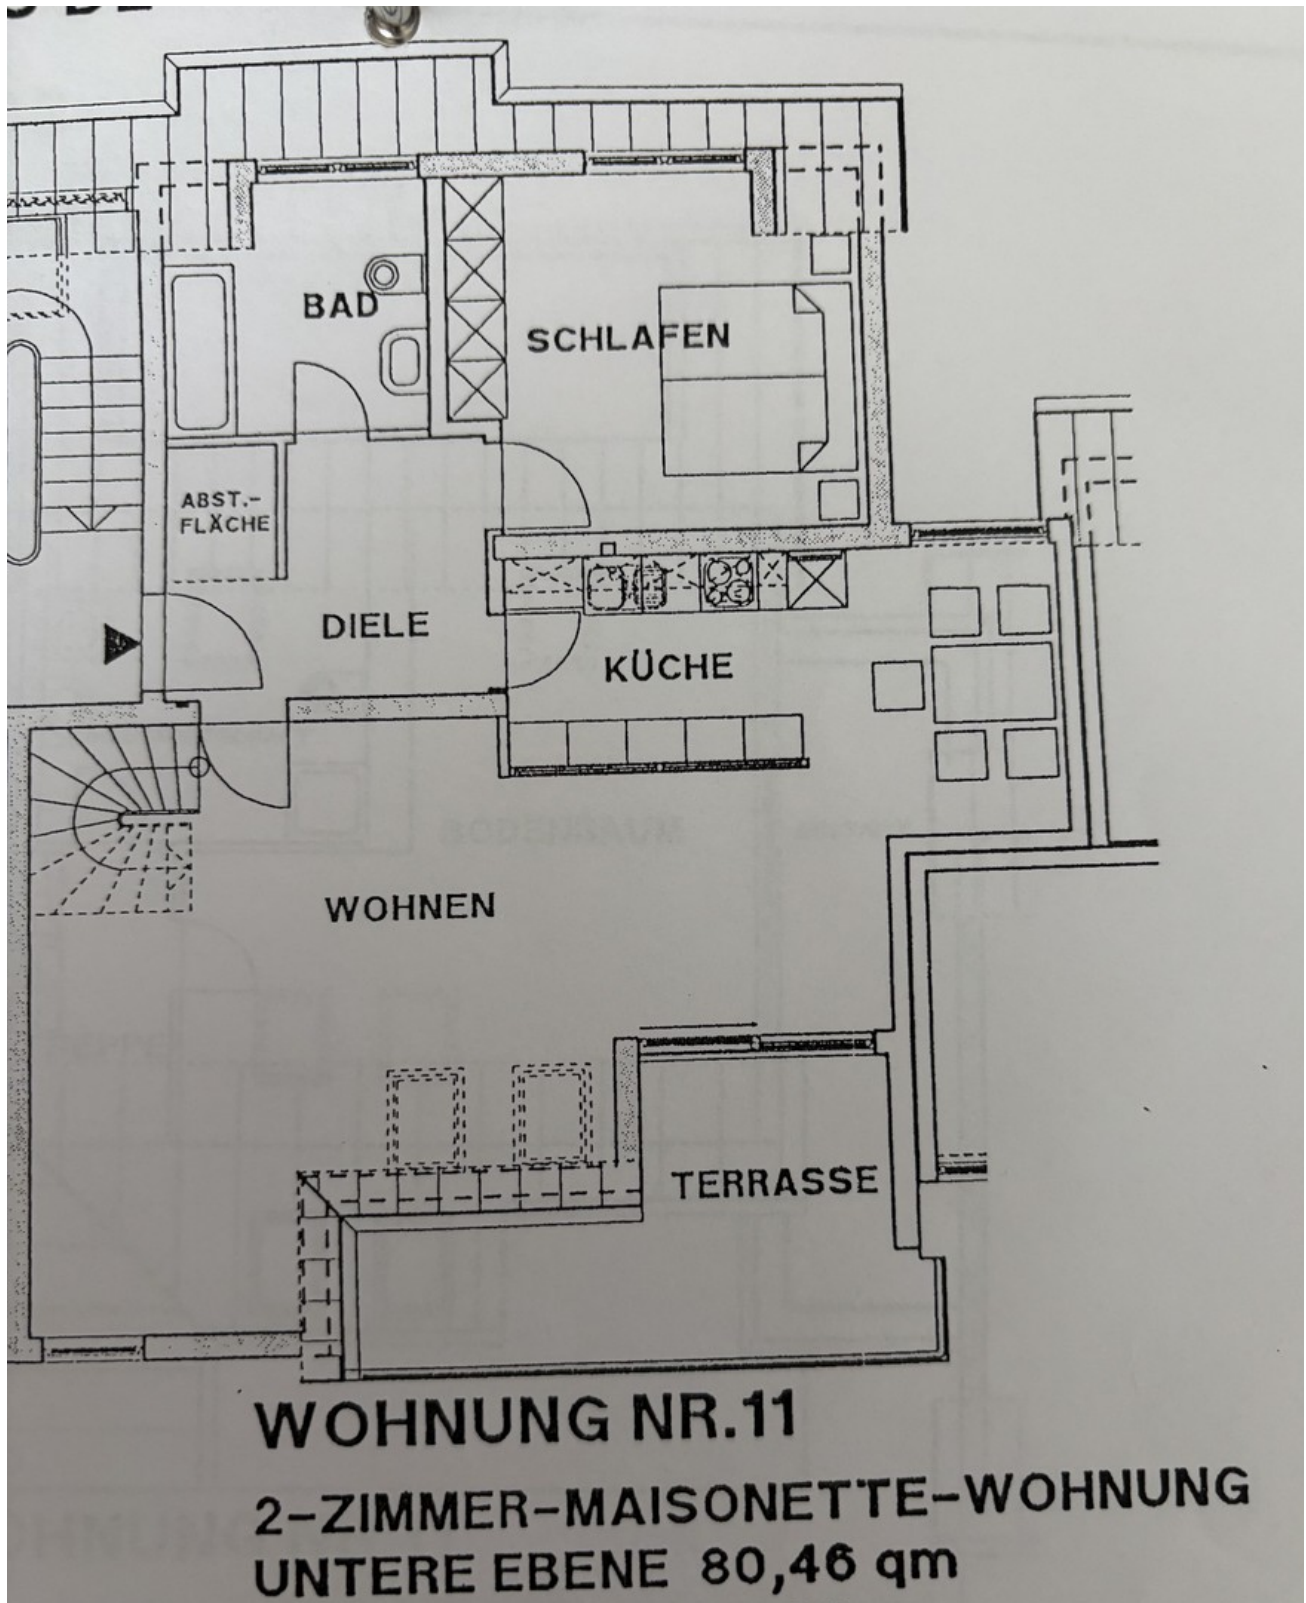 BAD
SCHLAFEN
ABST.-
FLÄCHE
DIELE
KÜCHE
WOHNEN
TERRASSE
WOHNUNG NR.11
2-ZIMMER-MAISONETTE-WOHNUNG
UNTERE EBENE 80,46 qm